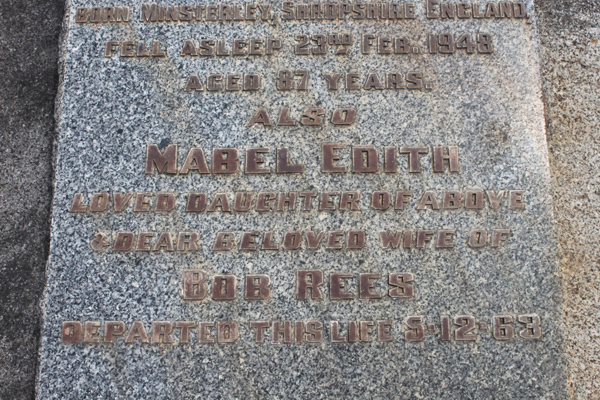 BORN MINSTERLEY, SHROPSHIRE ENGLAND,
FELL ASLEEP 23RD FEB., 1948
AGED 87 YEARS.
ALSO
MABEL EDITH
LOVED DAUGHTER OF ABOVE
& DEAR BELOVED WIFE OF
BOB REES
DEPARTED THIS LIFE 5-12-63